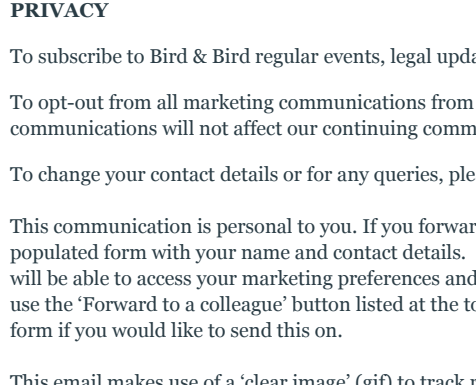 PRIVACY
To subscribe to Bird & Bird regular events, legal upda
To opt-out from all marketing communications from
communications will not affect our continuing comm
To change your contact details or for any queries, ple
This communication is personal to you. If you forwar
populated form with your name and contact details.
will be able to access your marketing preferences and
use the ‘Forward to a colleague’ button listed at the to
form if you would like to send this on.
This email makes use of a ‘clear image’ (gif) to track